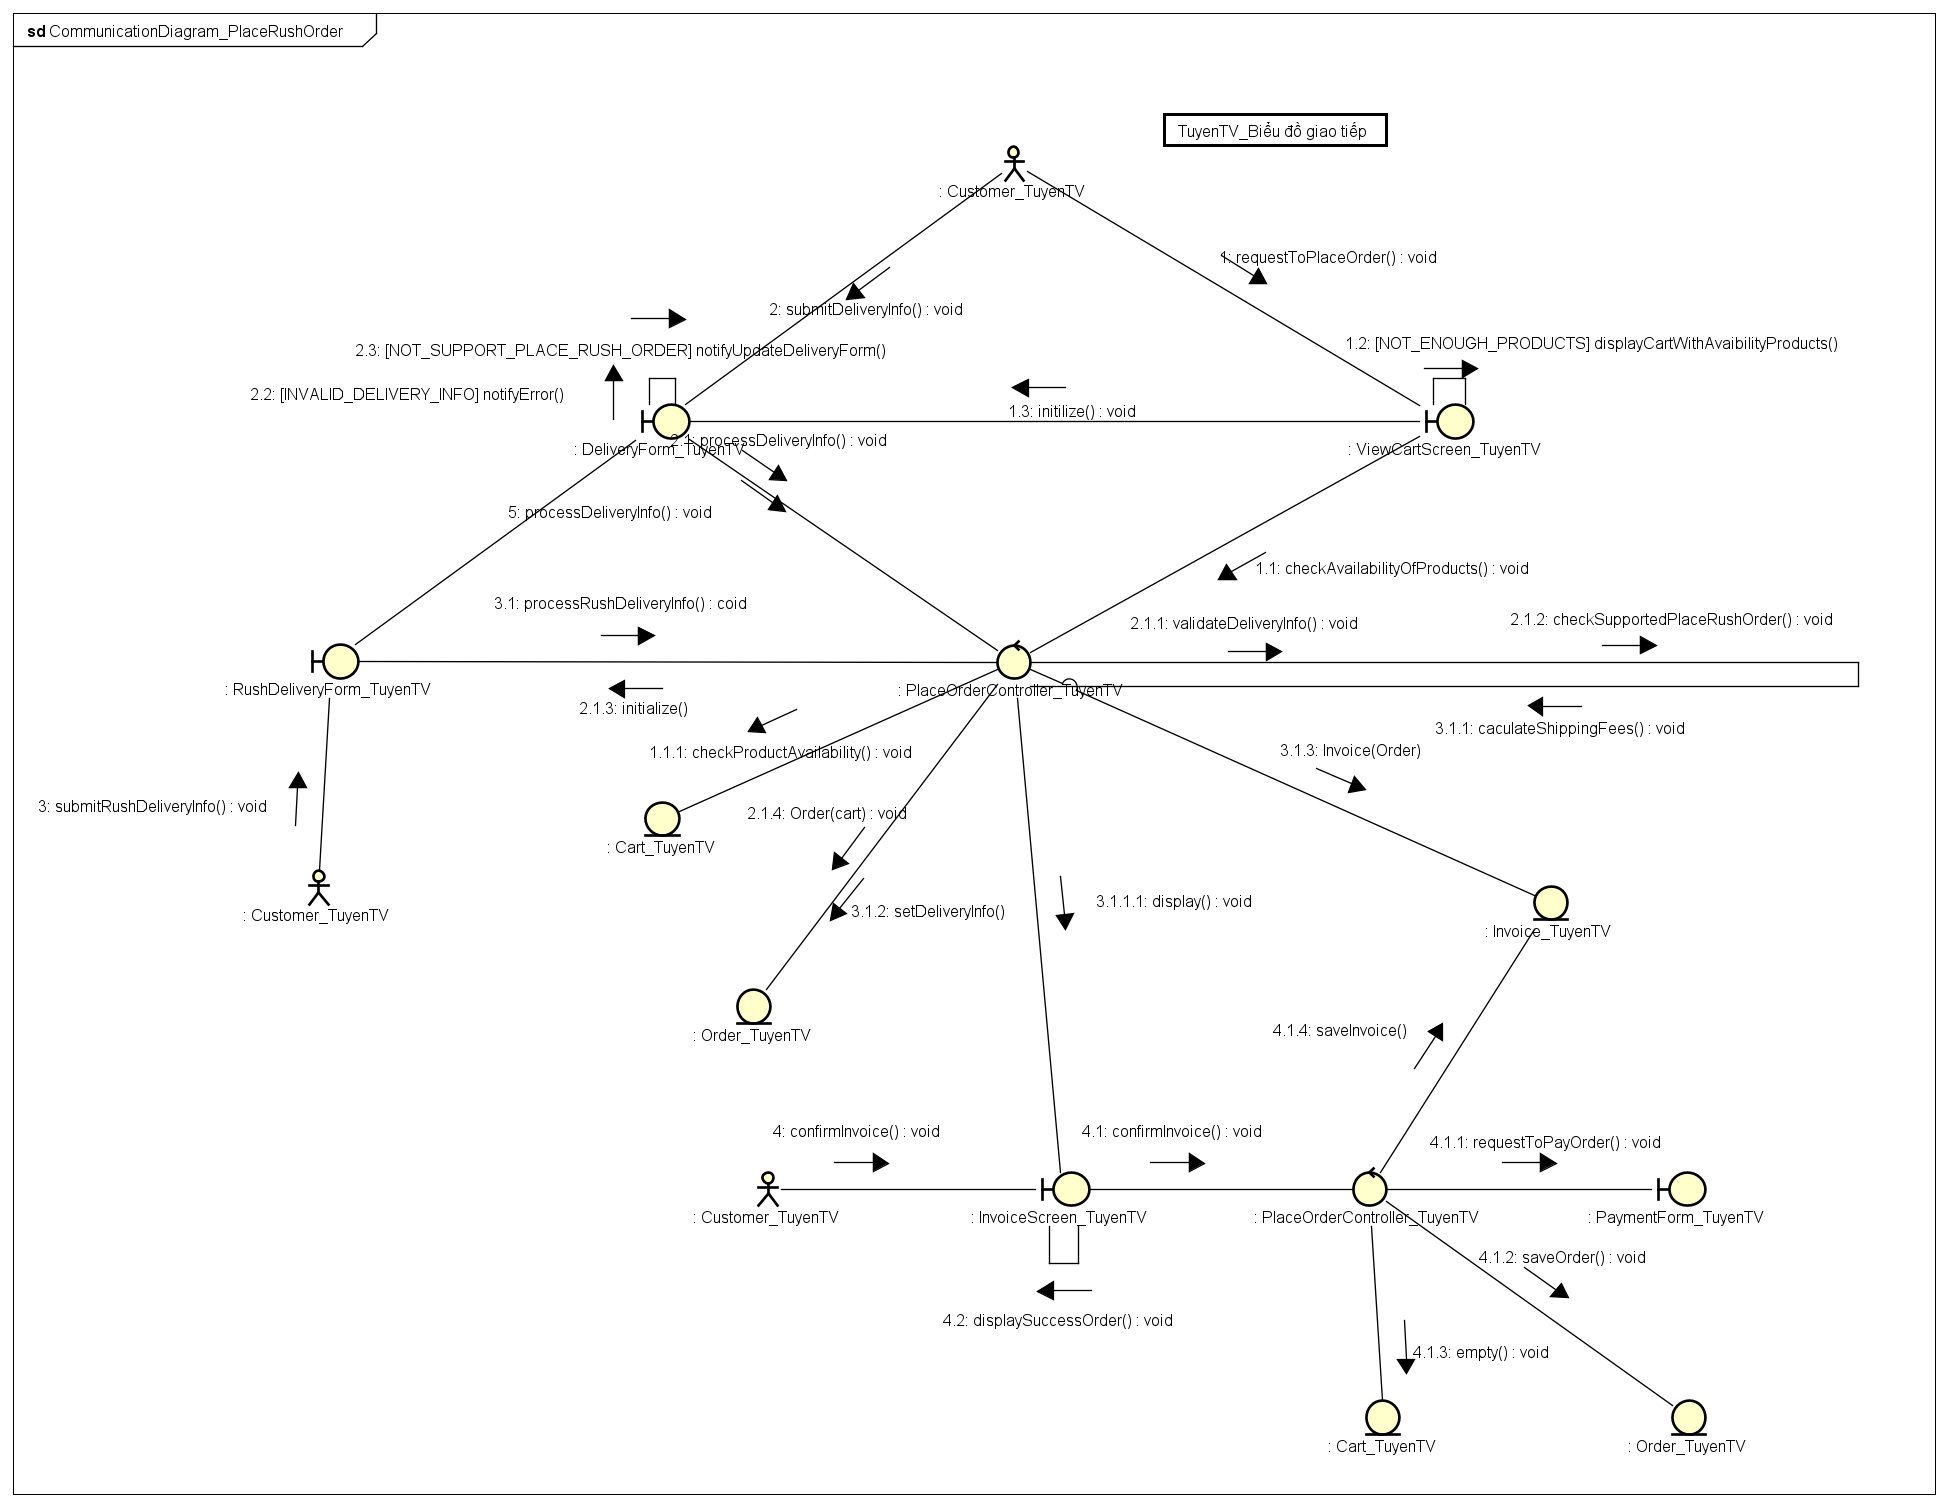 sd CommunicationDiagram_PlaceRushOrder
TuyenTV_Biểu đồ giao tiếp
: Customer_TuyenTV
1: requestToPlaceOrder() : void
2: submitDeliveryInfo() : void
2.3: [NOT_SUPPORT_PLACE_RUSH_ORDER] notifyUpdateDeliveryForm()
1.2: [NOT_ENOUGH_PRODUCTS] displayCartWithAvaibilityProducts()
2.2: [INVALID_DELIVERY_INFO] notifyError()
1.3: initilize() : void
2.1: processDeliveryInfo() : void
: DeliveryForm_TuyenTV
: ViewCartScreen_TuyenTV
5: processDeliveryInfo() : void
1.1: checkAvailabilityOfProducts() : void
3.1: processRushDeliveryInfo() : coid
2.1.1: validateDeliveryInfo() : void
2.1.2: checkSupportedPlaceRushOrder() : void
: RushDeliveryForm_TuyenTV
: PlaceOrderController_TuyenTV
2.1.3: initialize()
3.1.1: caculateShippingFees() : void
1.1.1: checkProductAvailability() : void
3.1.3: Invoice(Order)
3: submitRushDeliveryInfo() : void
2.1.4: Order(cart) : void
: Cart_TuyenTV
3.1.1.1: display() : void
3.1.2: setDeliveryInfo()
: Customer_TuyenTV
: Invoice_TuyenTV
: Order_TuyenTV
4.1.4: saveInvoice()
4: confirmInvoice() : void
4.1: confirmInvoice() : void
4.1.1: requestToPayOrder() : void
: Customer_TuyenTV
: InvoiceScreen_TuyenTV
: PlaceOrderController_TuyenTV
: PaymentForm_TuyenTV
4.1.2: saveOrder() : void
4.2: displaySuccessOrder() : void
4.1.3: empty() : void
: Cart_TuyenTV
: Order_TuyenTV